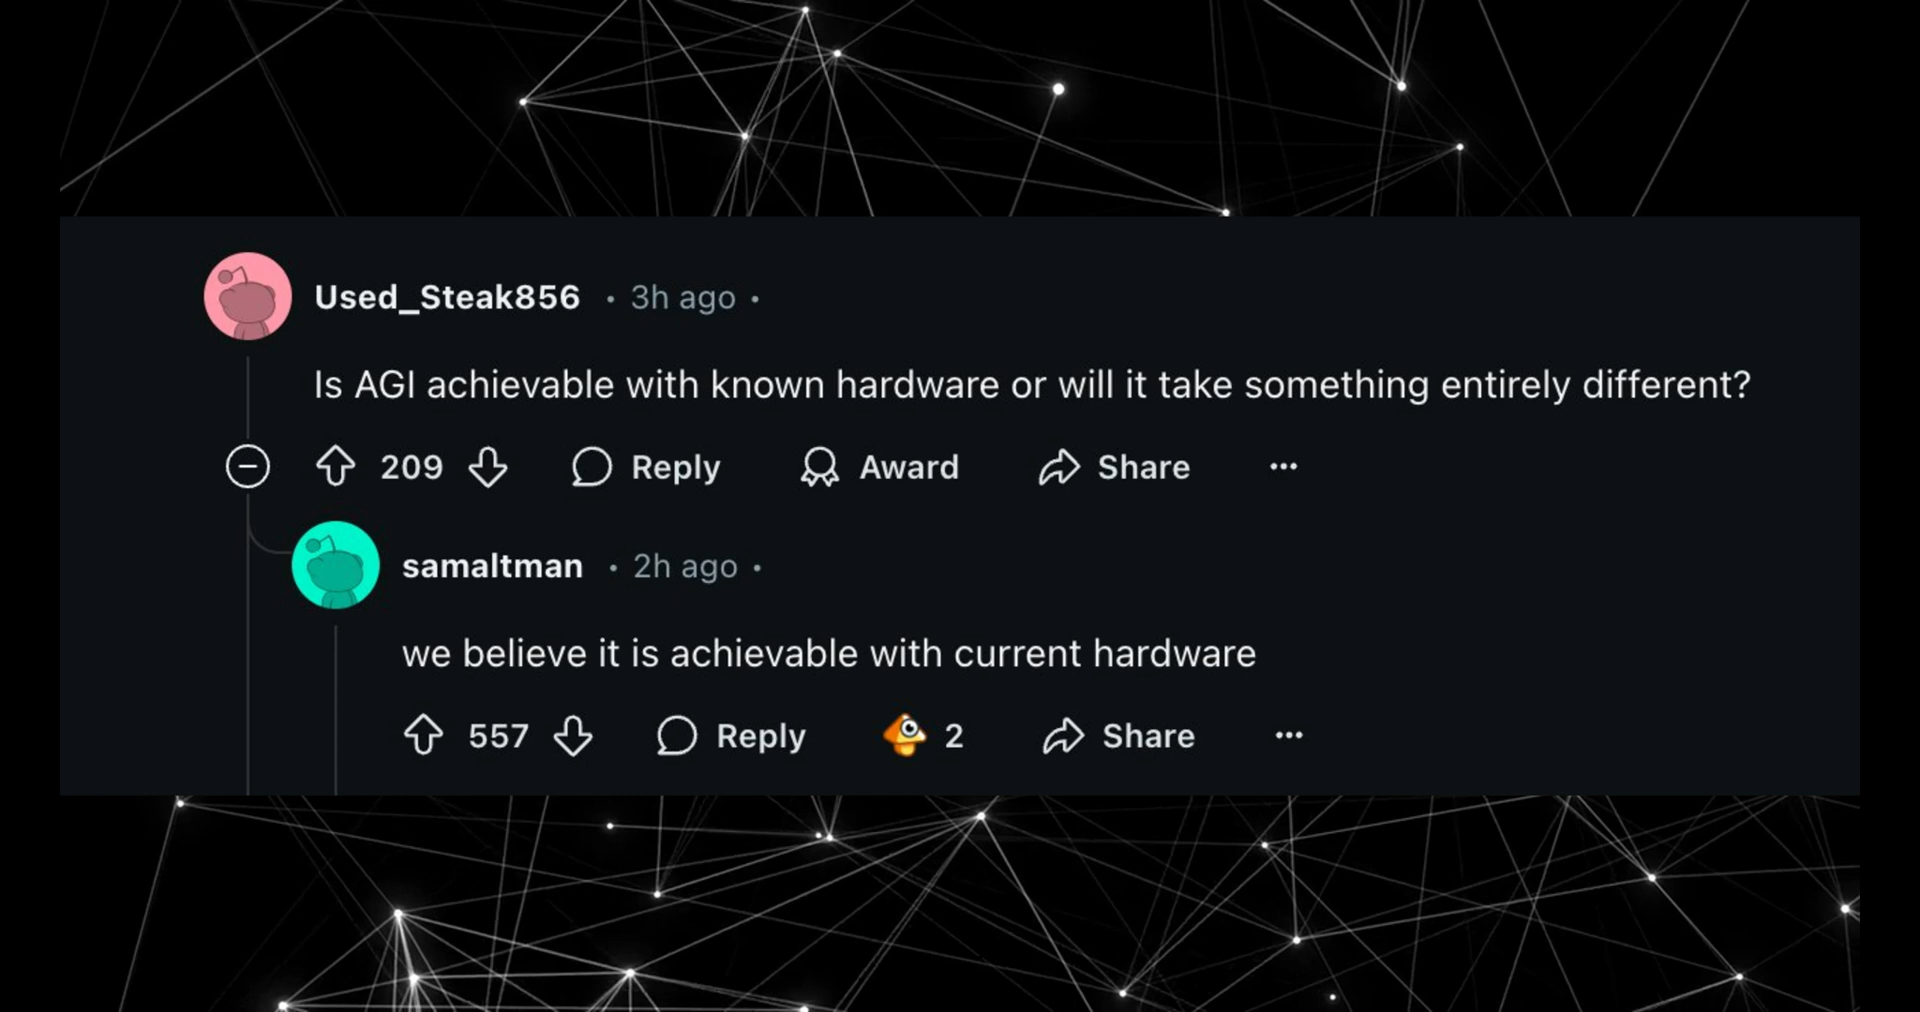 Used_Steak856 • 3h ago •
Is AGI achievable with known hardware or will it take something entirely different?
209 Reply Award Share ···
samaltman • 2h ago •
we believe it is achievable with current hardware
557 Reply 2 Share ···